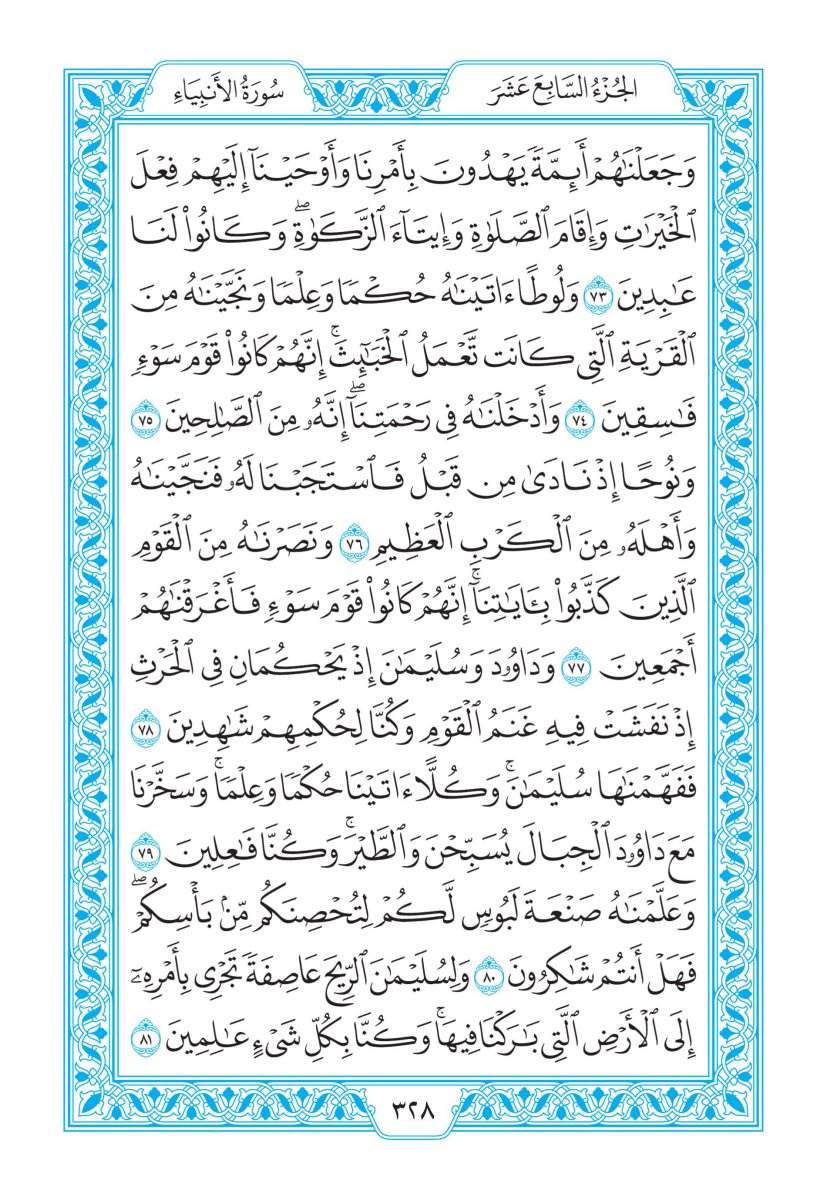 الجُزْءُ السَّابِعَ عَشَرَ
سُورَةُ الأَنبِيَاءِ
وَجَعَلْنَٰهُمْ أَئِمَّةً يَهْدُونَ بِأَمْرِنَا وَأَوْحَيْنَآ إِلَيْهِمْ فِعْلَ
ٱلْخَيْرَٰتِ وَإِقَامَ ٱلصَّلَوٰةِ وَإِيتَآءَ ٱلزَّكَوٰةِۖ وَكَانُوا۟ لَنَا
عَٰبِدِينَ ٧٣ وَلُوطًا ءَاتَيْنَٰهُ حُكْمًا وَعِلْمًا وَنَجَّيْنَٰهُ مِنَ
ٱلْقَرْيَةِ ٱلَّتِى كَانَت تَّعْمَلُ ٱلْخَبَٰٓئِثَۚ إِنَّهُمْ كَانُوا۟ قَوْمَ سَوْءٍ
فَٰسِقِينَ ٧٤ وَأَدْخَلْنَٰهُ فِى رَحْمَتِنَآۖ إِنَّهُۥ مِنَ ٱلصَّٰلِحِينَ ٧٥
وَنُوحًا إِذْ نَادَىٰ مِن قَبْلُ فَٱسْتَجَبْنَا لَهُۥ فَنَجَّيْنَٰهُ
وَأَهْلَهُۥ مِنَ ٱلْكَرْبِ ٱلْعَظِيمِ ٧٦ وَنَصَرْنَٰهُ مِنَ ٱلْقَوْمِ
ٱلَّذِينَ كَذَّبُوا۟ بِـَٔايَٰتِنَآۚ إِنَّهُمْ كَانُوا۟ قَوْمَ سَوْءٍ فَأَغْرَقْنَٰهُمْ
أَجْمَعِينَ ٧٧ وَدَاوُۥدَ وَسُلَيْمَٰنَ إِذْ يَحْكُمَانِ فِى ٱلْحَرْثِ
إِذْ نَفَشَتْ فِيهِ غَنَمُ ٱلْقَوْمِ وَكُنَّا لِحُكْمِهِمْ شَٰهِدِينَ ٧٨
فَفَهَّمْنَٰهَا سُلَيْمَٰنَۚ وَكُلًّا ءَاتَيْنَا حُكْمًا وَعِلْمًاۚ وَسَخَّرْنَا
مَعَ دَاوُۥدَ ٱلْجِبَالَ يُسَبِّحْنَ وَٱلطَّيْرَۚ وَكُنَّا فَٰعِلِينَ ٧٩
وَعَلَّمْنَٰهُ صَنْعَةَ لَبُوسٍ لَّكُمْ لِتُحْصِنَكُم مِّنۢ بَأْسِكُمْۖ
فَهَلْ أَنتُمْ شَٰكِرُونَ ٨٠ وَلِسُلَيْمَٰنَ ٱلرِّيحَ عَاصِفَةً تَجْرِى بِأَمْرِهِۦٓ
إِلَى ٱلْأَرْضِ ٱلَّتِى بَٰرَكْنَا فِيهَاۚ وَكُنَّا بِكُلِّ شَىْءٍ عَٰلِمِينَ ٨١
٣٢٨